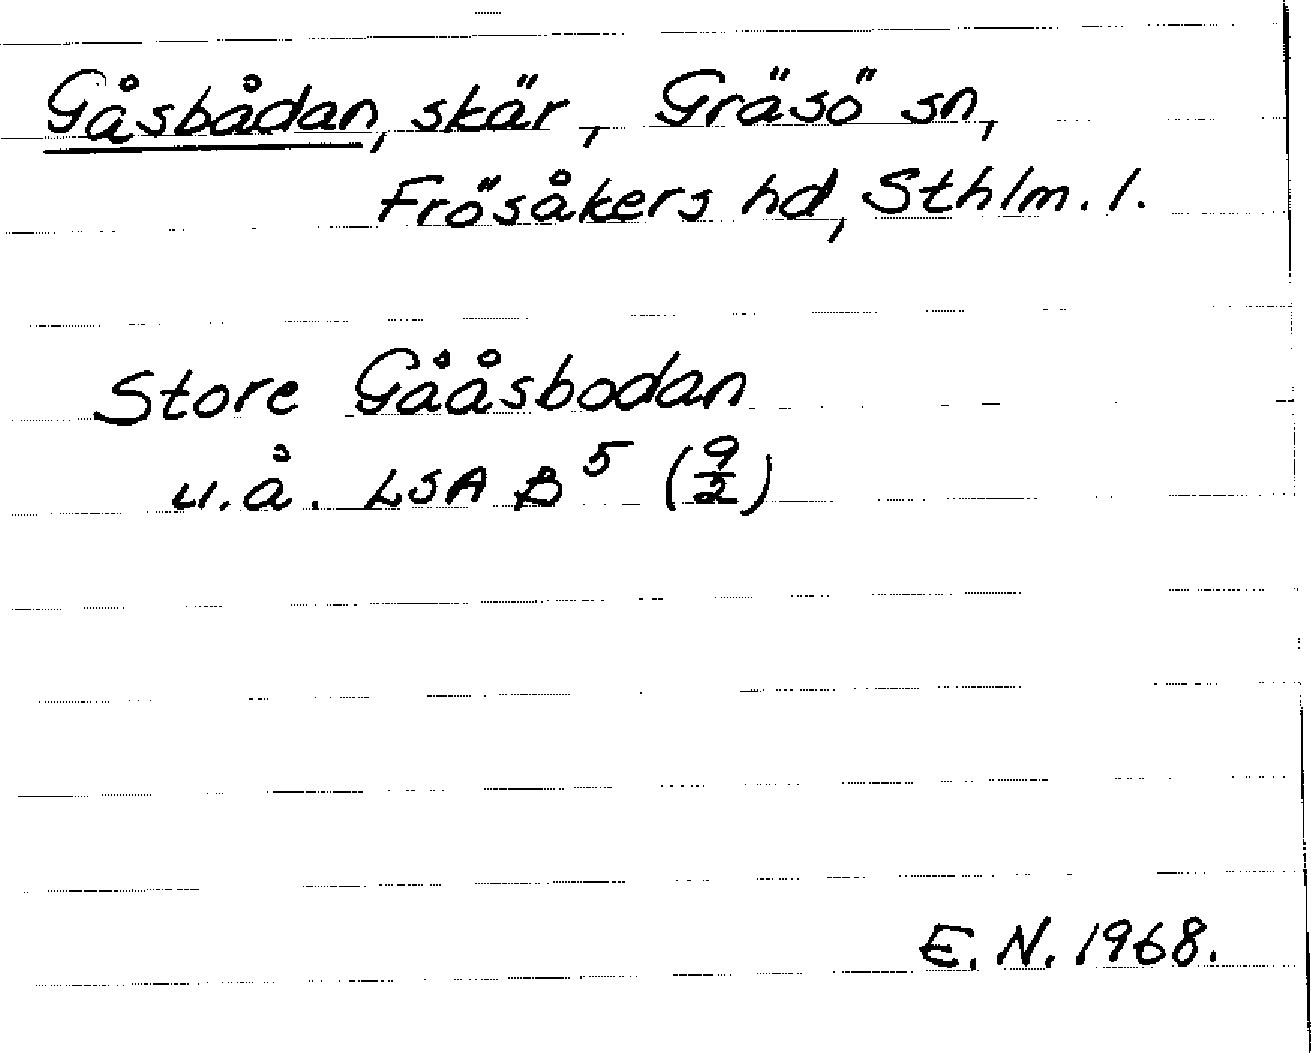 Gåsbådan, skär, Gräsö sn,
Frösåkers hd, Sthlm. l.
Store Gååsbodan
u.å. LSA B⁵ (9/2)
E. N. 1968.